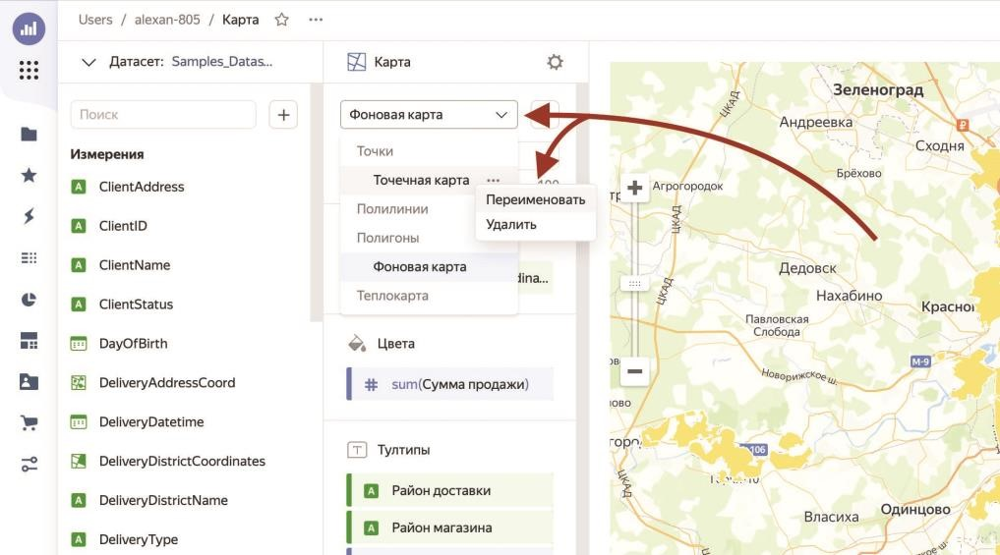 Users / alexan-805 / Карта
Датасет: Samples_Datas...
Поиск
Измерения
ClientAddress
ClientID
ClientName
ClientStatus
DayOfBirth
DeliveryAddressCoord
DeliveryDatetime
DeliveryDistrictCoordinates
DeliveryDistrictName
DeliveryType
Карта
Фоновая карта
Точки
Точечная карта
100
Переименовать
Удалить
Полилинии
Полигоны
Фоновая карта
dina...
Теплокарта
Цвета
sum(Сумма продажи)
Тултипы
Район доставки
Район магазина
Зеленоград
ЦКАД
Андреевка
Сходня
Брёхово
Агрогородок
ЦКАД
Дедовск
ЦКАД
Нахабино
Павловская
Слобода
М-9
Новорижское ш.
106
ЦКАД
Одинцово
Власиха